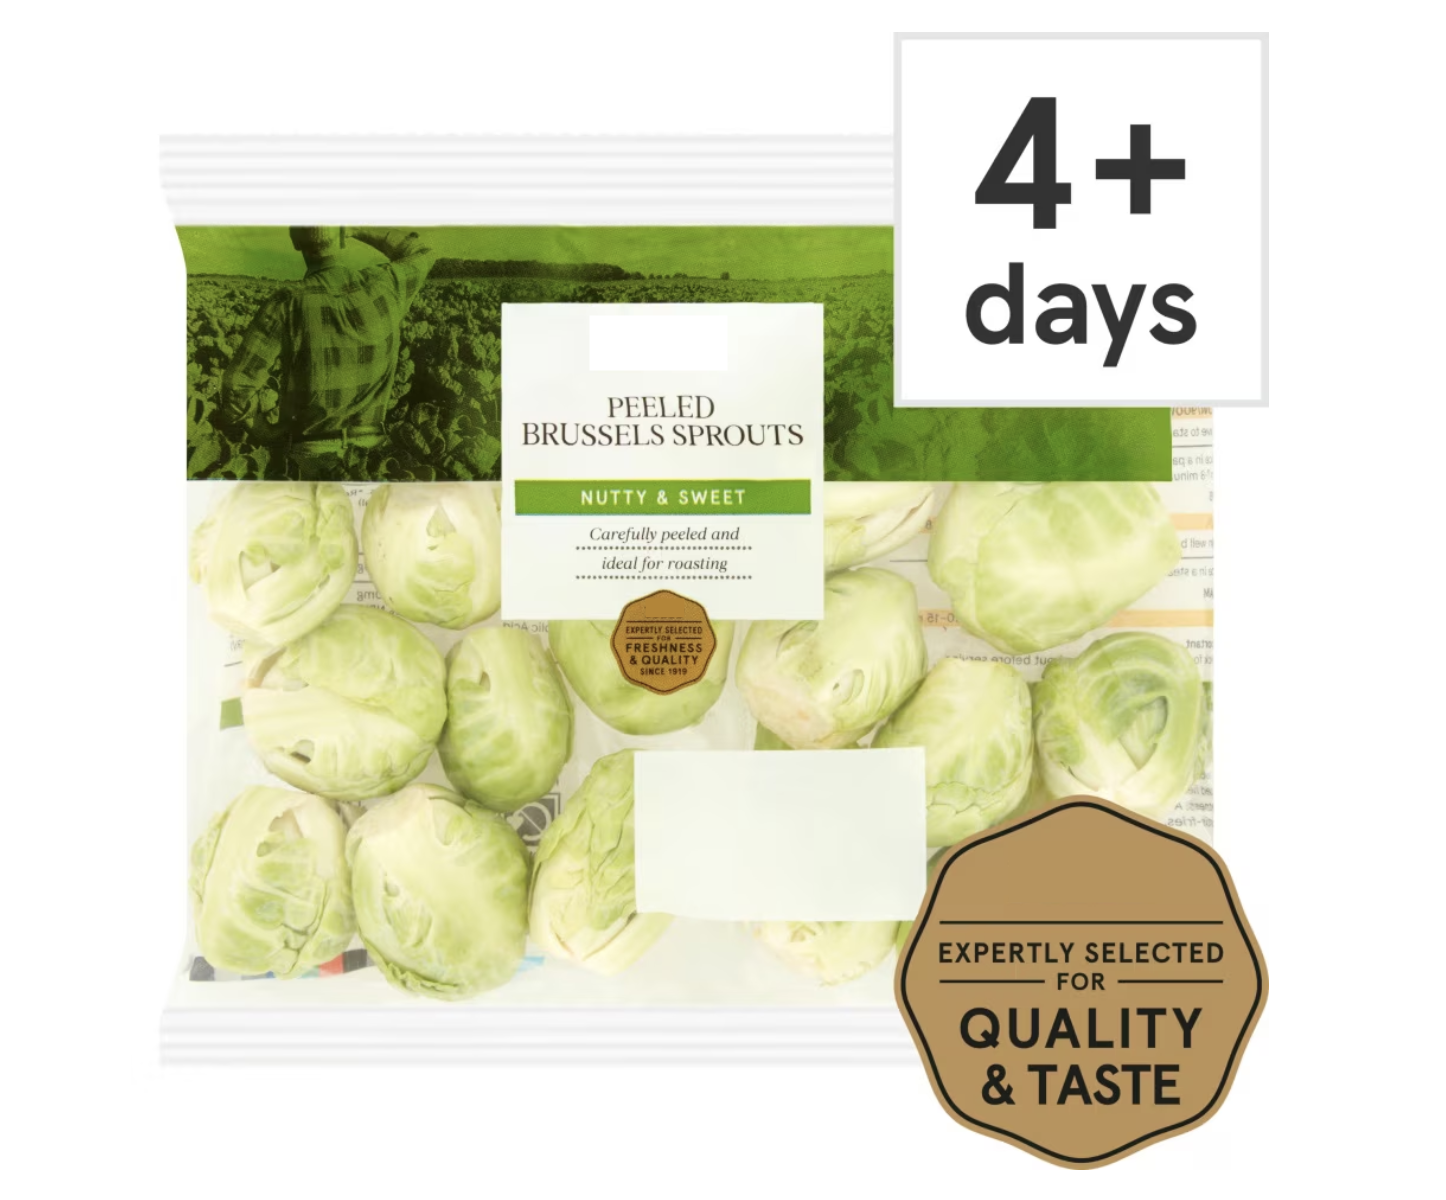 4+
days
PEELED
BRUSSELS SPROUTS
NUTTY & SWEET
Carefully peeled and
ideal for roasting
EXPERTLY SELECTED
FOR
FRESHNESS
& QUALITY
SINCE 1919
EXPERTLY SELECTED
FOR
QUALITY
& TASTE